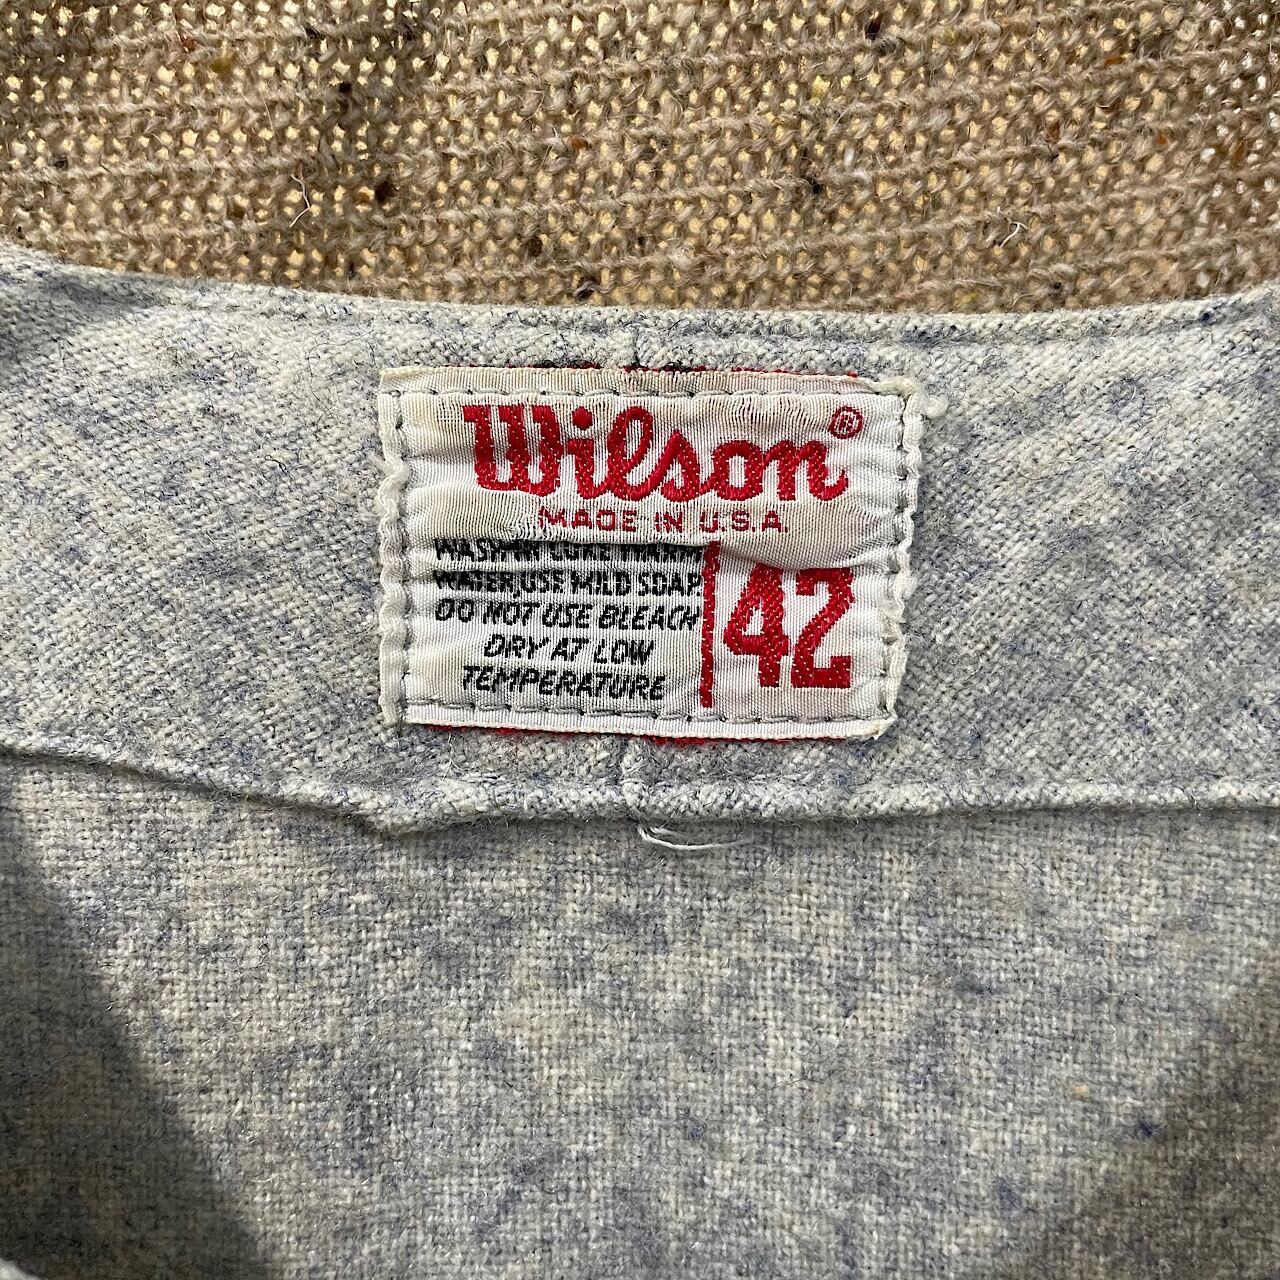 Wilson®
MADE IN U.S.A.
WASH IN LUKE WARM
WATER,USE MILD SOAP.
DO NOT USE BLEACH
DRY AT LOW
TEMPERATURE
42